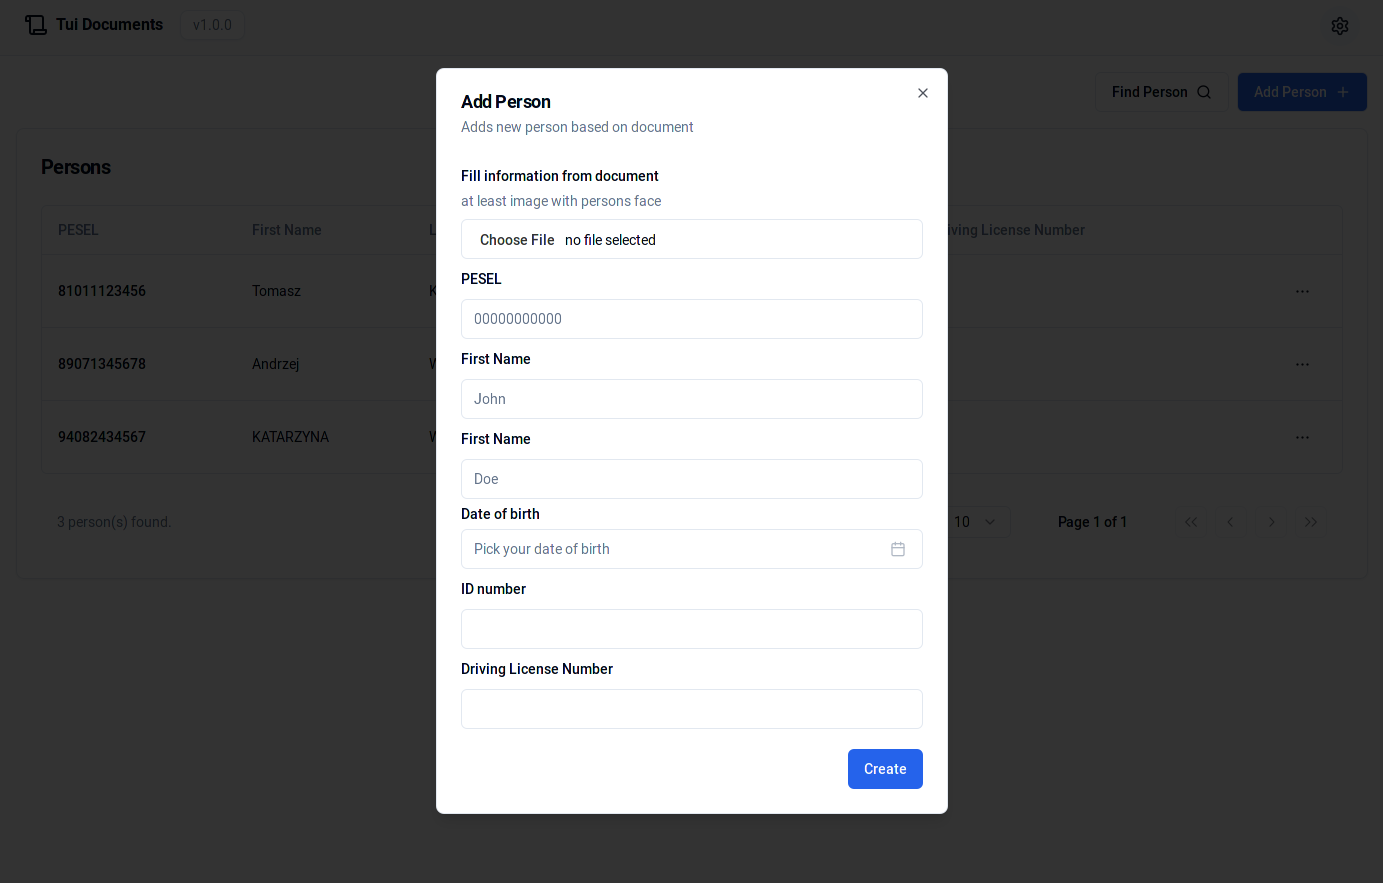 Tui Documents v1.0.0
Find Person Add Person
Persons
PESEL First Name L iving License Number
81011123456 Tomasz K
89071345678 Andrzej W
94082434567 KATARZYNA W
3 person(s) found. 10 Page 1 of 1
Add Person
Adds new person based on document
Fill information from document
at least image with persons face
Choose File no file selected
PESEL
00000000000
First Name
John
First Name
Doe
Date of birth
Pick your date of birth
ID number
Driving License Number
Create